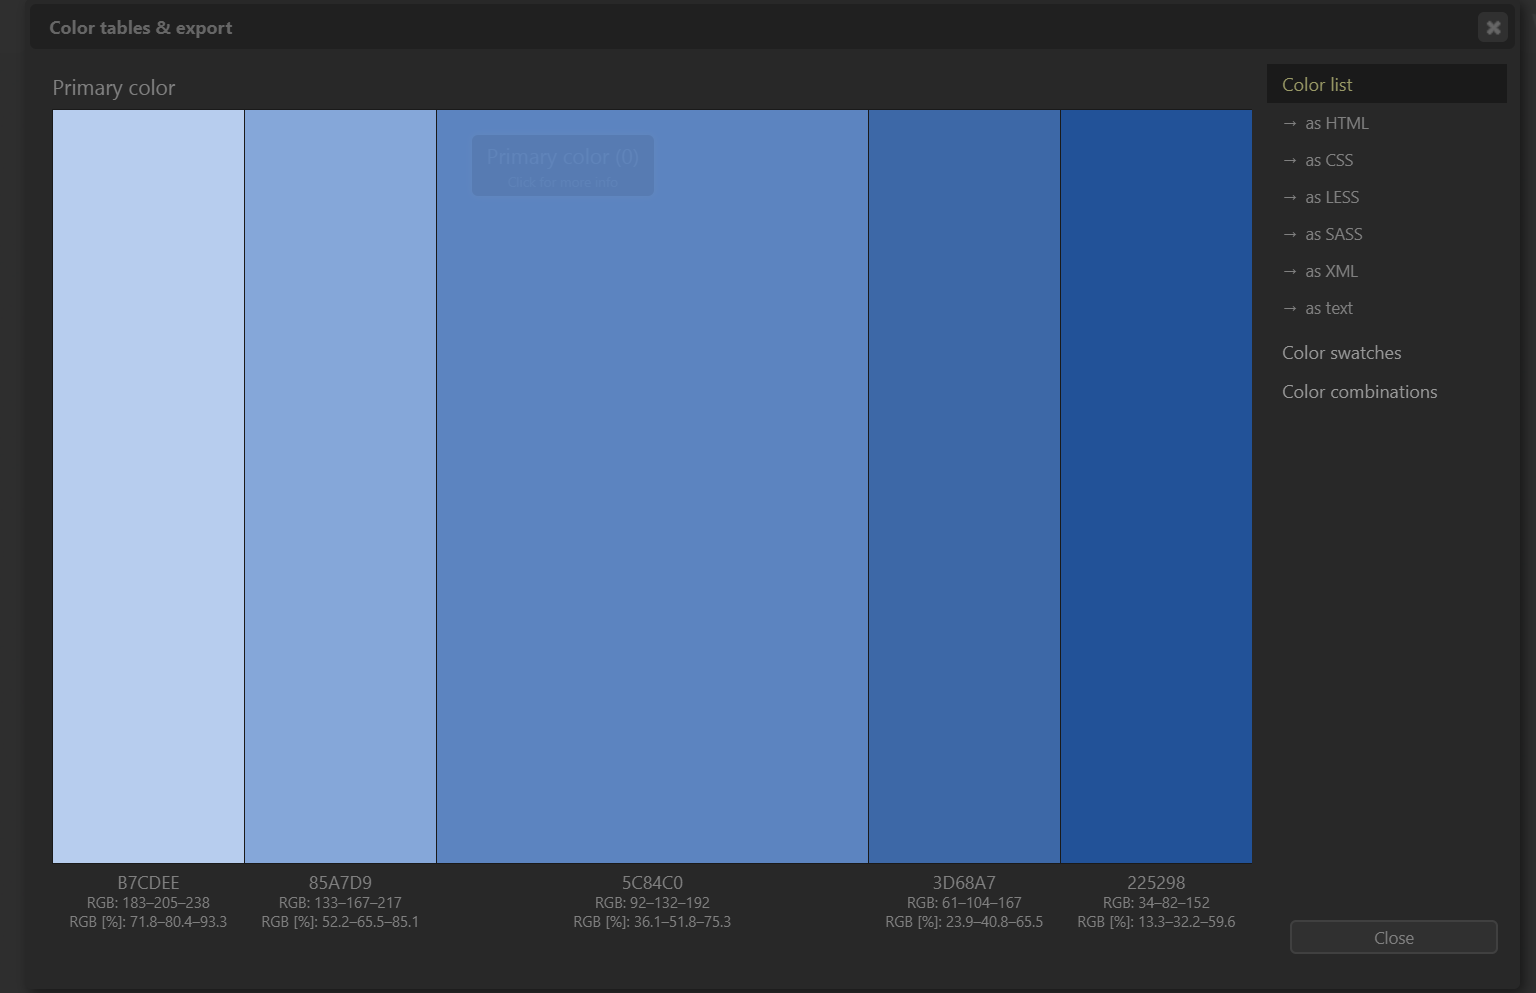 Color tables & export
Primary color
Primary color (0)
Click for more info
B7CDEE
RGB: 183–205–238
RGB [%]: 71.8–80.4–93.3
85A7D9
RGB: 133–167–217
RGB [%]: 52.2–65.5–85.1
5C84C0
RGB: 92–132–192
RGB [%]: 36.1–51.8–75.3
3D68A7
RGB: 61–104–167
RGB [%]: 23.9–40.8–65.5
225298
RGB: 34–82–152
RGB [%]: 13.3–32.2–59.6
Color list
→ as HTML
→ as CSS
→ as LESS
→ as SASS
→ as XML
→ as text
Color swatches
Color combinations
Close